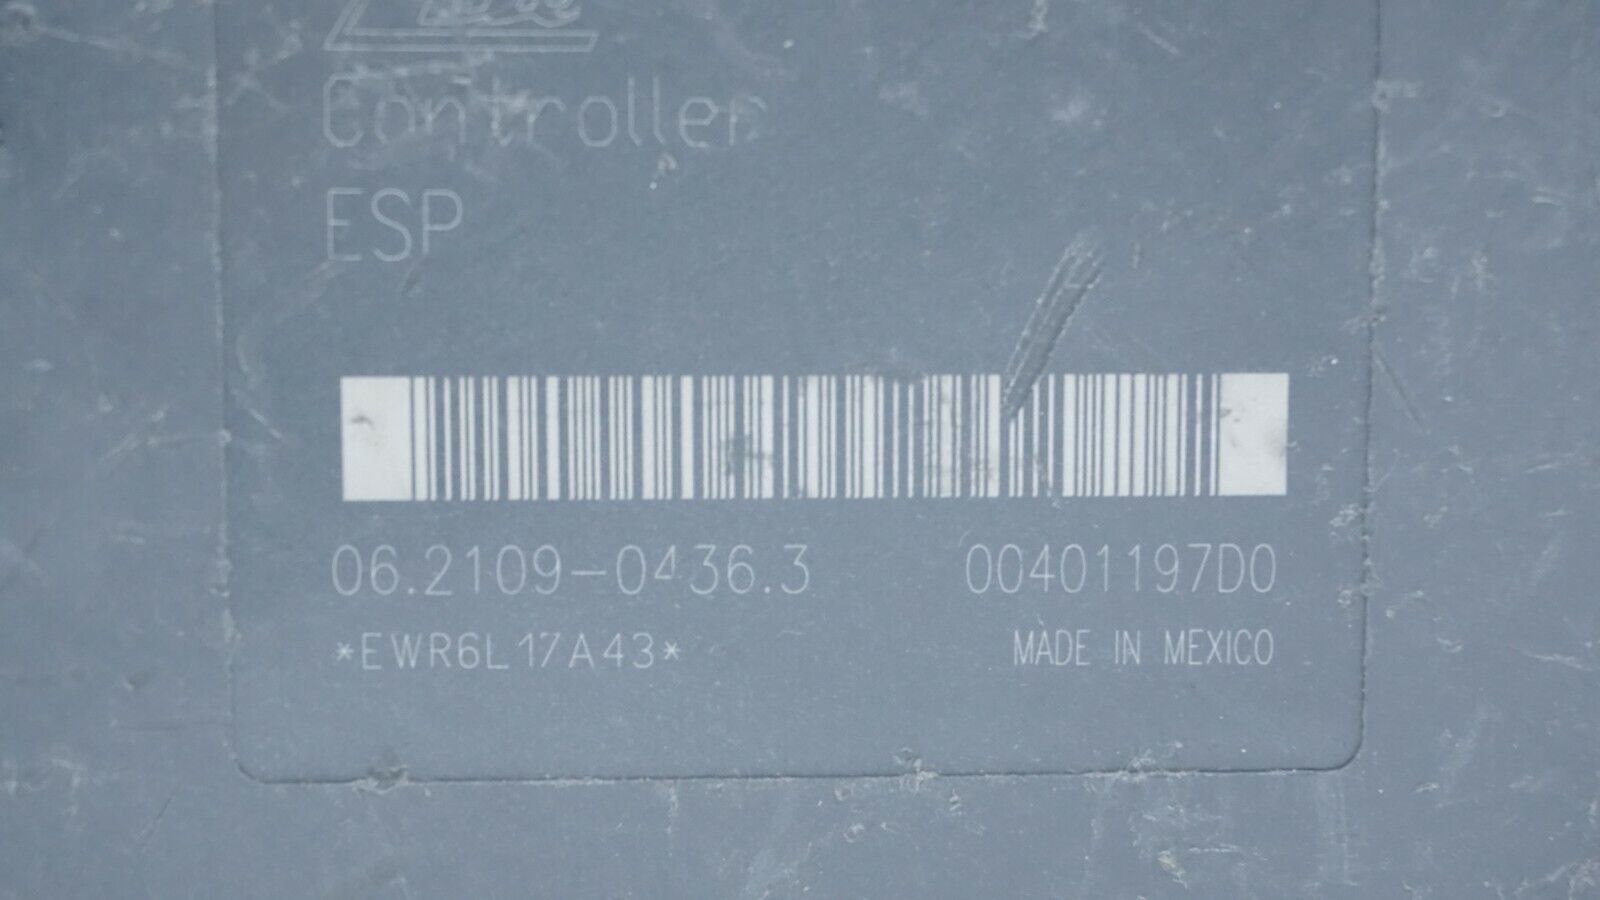 Controller
ESP
06.2109-0436.3 00401197D0
*EWR6L17A43* MADE IN MEXICO